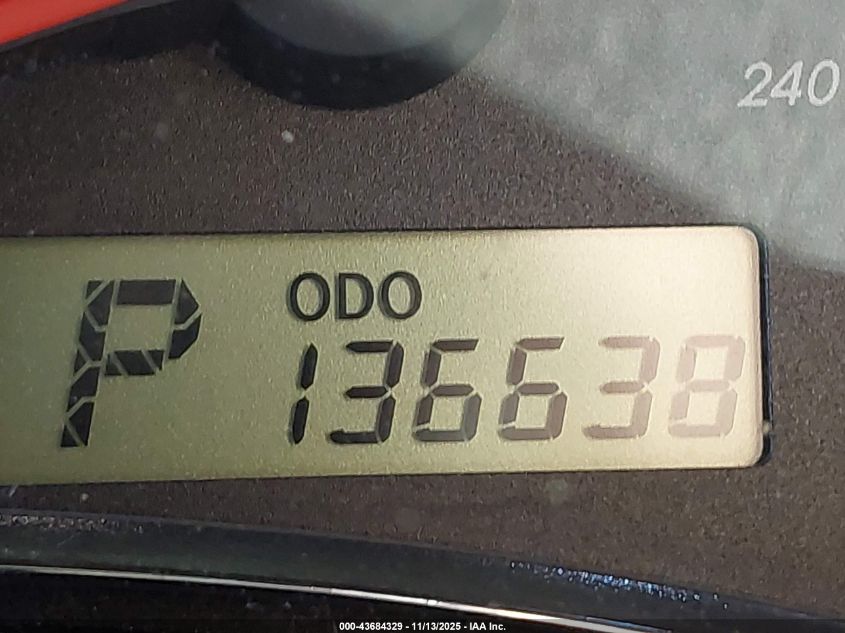 240
P ODO
136638
000-43684329 - 11/13/2025 - IAA Inc.